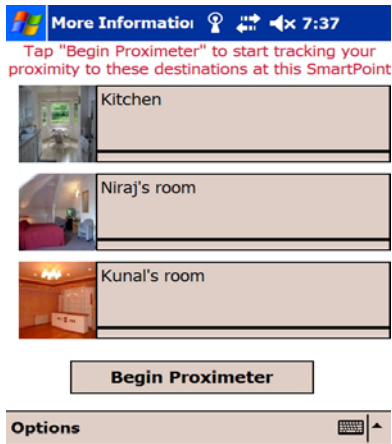 More Informatio 7:37
Tap "Begin Proximeter" to start tracking your
proximity to these destinations at this SmartPoint
Kitchen
Niraj's room
Kunal's room
Begin Proximeter
Options